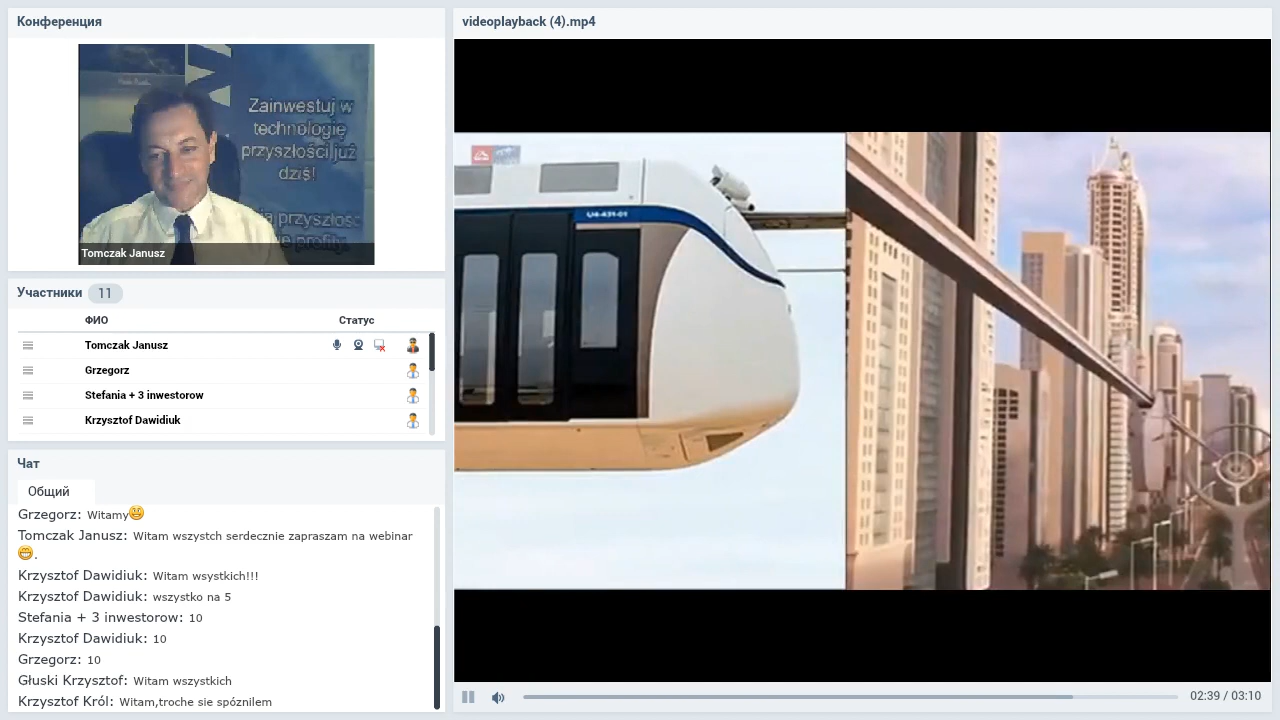 Конференция
Zainwestuj w
technologię
przyszłości już
dziś!
Tomczak Janusz
Участники 11
ФИО Статус
Tomczak Janusz
Grzegorz
Stefania + 3 inwestorow
Krzysztof Dawidiuk
Чат
Общий
Grzegorz: Witamy
Tomczak Janusz: Witam wszystch serdecznie zapraszam na webinar
.
Krzysztof Dawidiuk: Witam wsystkich!!!
Krzysztof Dawidiuk: wszystko na 5
Stefania + 3 inwestorow: 10
Krzysztof Dawidiuk: 10
Grzegorz: 10
Głuski Krzysztof: Witam wszystkich
Krzysztof Król: Witam,troche sie spóznilem
videoplayback (4).mp4
U4-431-01
02:39 / 03:10